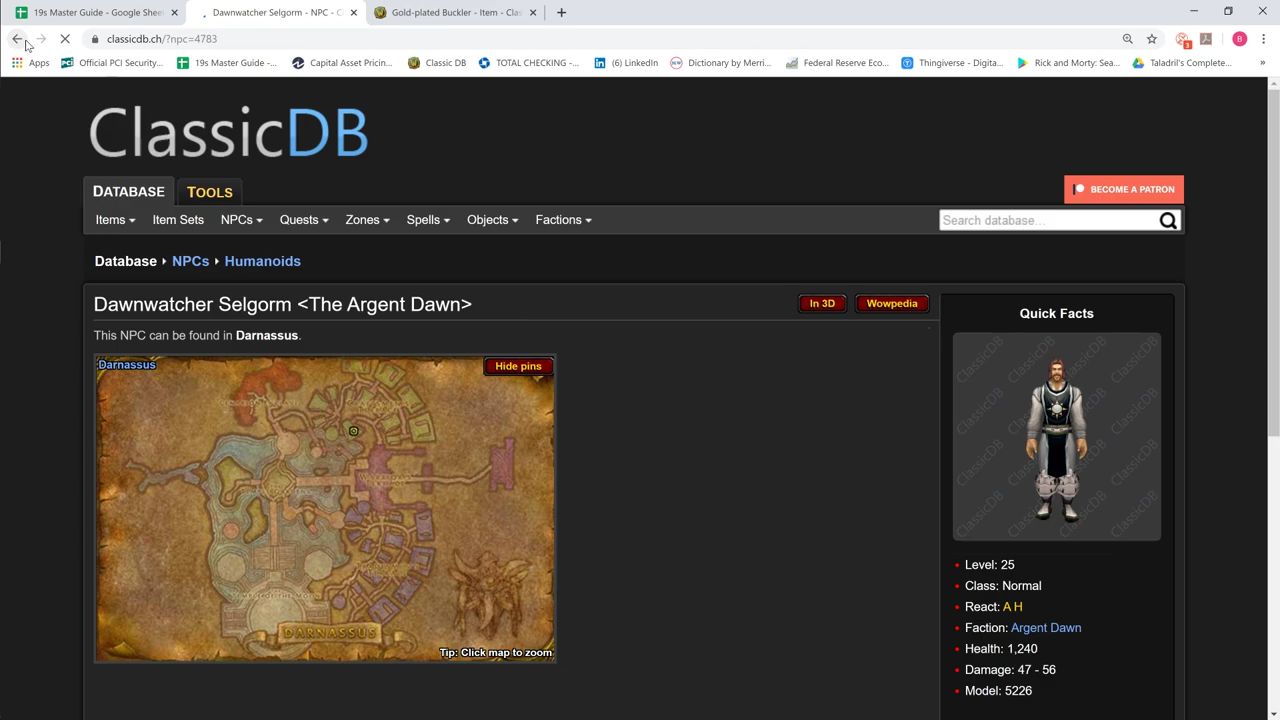 19s Master Guide - Google Sheet
Dawnwatcher Selgorm - NPC - C
Gold-plated Buckler - Item - Clas
classicdb.ch/?npc=4783
3
B
Apps
Official PCI Security...
19s Master Guide -...
Capital Asset Pricin...
Classic DB
TOTAL CHECKING -...
(6) LinkedIn
Dictionary by Merri...
Federal Reserve Eco...
Thingiverse - Digita...
Rick and Morty: Sea...
Taladril's Complete...
ClassicDB
DATABASE
TOOLS
BECOME A PATRON
Items
Item Sets
NPCs
Quests
Zones
Spells
Objects
Factions
Search database...
Database
NPCs
Humanoids
Dawnwatcher Selgorm <The Argent Dawn>
In 3D
Wowpedia
This NPC can be found in Darnassus.
Darnassus
Hide pins
DARNASSUS
Tip: Click map to zoom
Quick Facts
ClassicDB
Level: 25
Class: Normal
React: A H
Faction: Argent Dawn
Health: 1,240
Damage: 47 - 56
Model: 5226